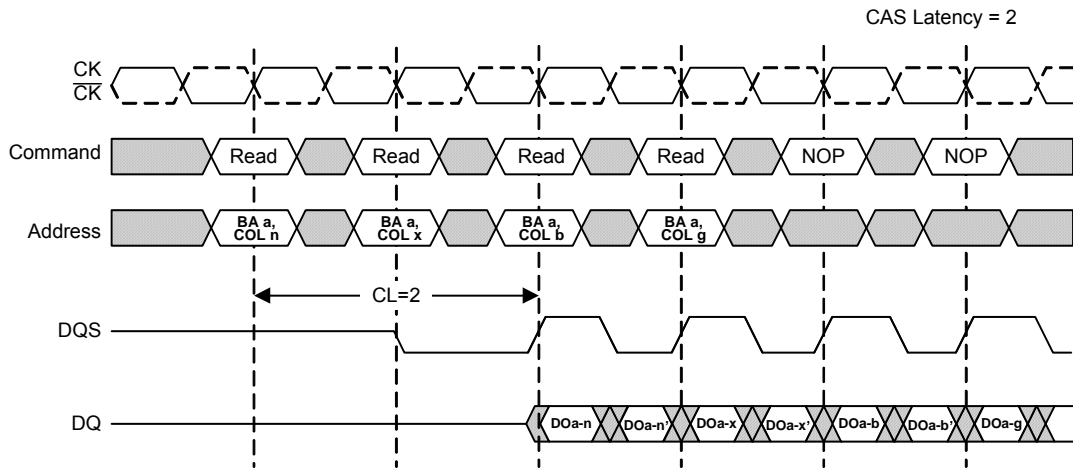 CAS Latency = 2
CK
CK
Command
Read
Read
Read
Read
NOP
NOP
Address
BA a,
COL n
BA a,
COL x
BA a,
COL b
BA a,
COL g
CL=2
DQS
DQ
DOa-n
DOa-n'
DOa-x
DOa-x'
DOa-b
DOa-b'
DOa-g